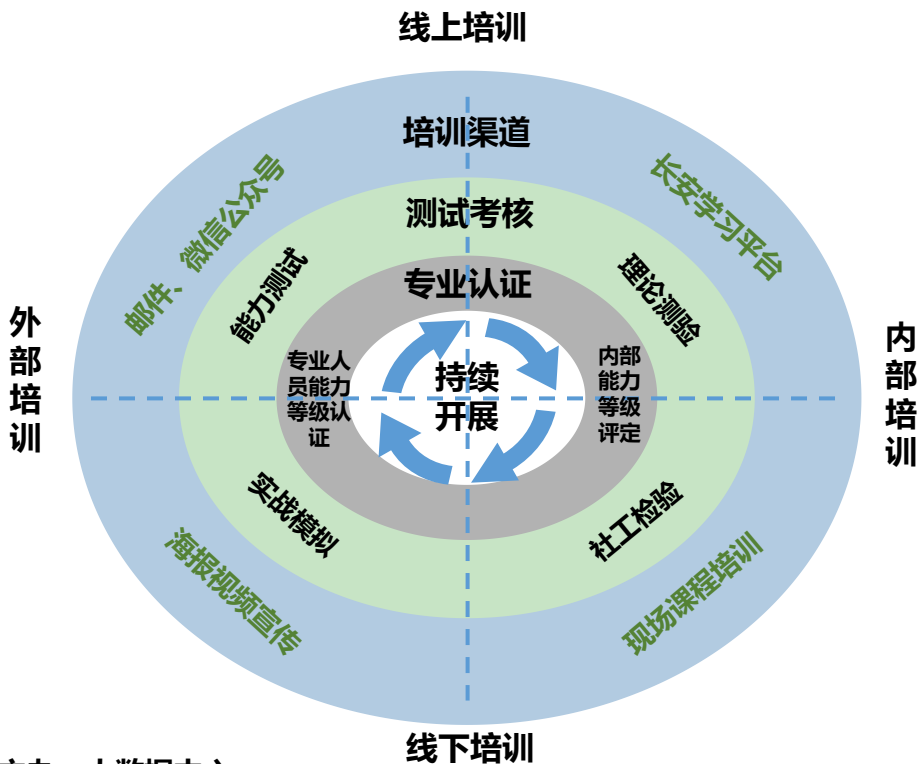 线上培训
培训渠道
测试考核
专业认证
邮件、微信公众号
长安学习平台
能力测试
理论测验
外部培训
内部培训
专业人
员能力
等级认
证
持续
开展
内部
能力
等级
评定
实战模拟
社工检验
海报视频宣传
现场课程培训
线下培训